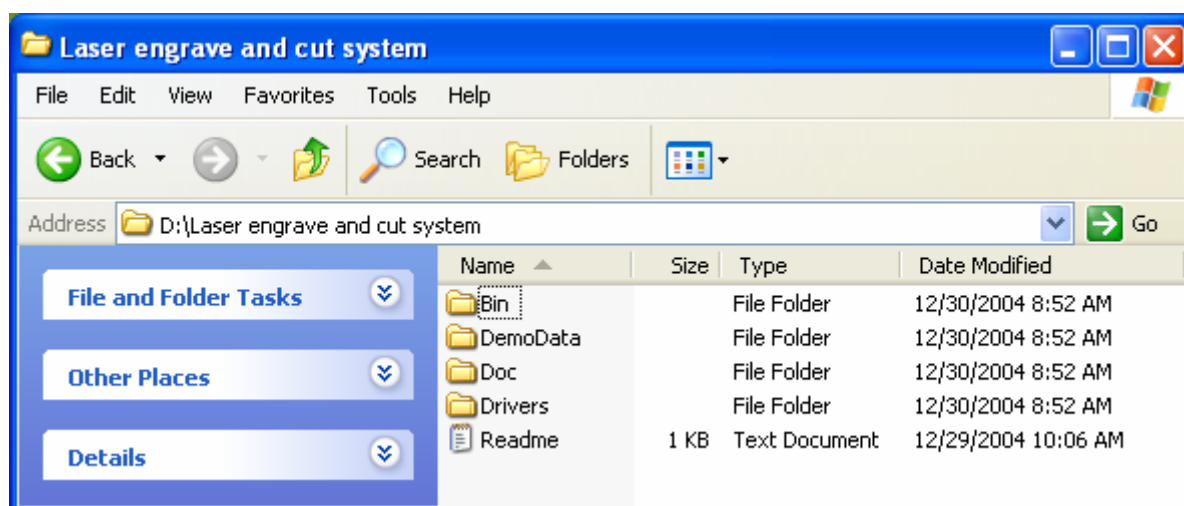 Laser engrave and cut system
File Edit View Favorites Tools Help
Back Search Folders
Address D:\Laser engrave and cut system Go
Name Size Type Date Modified
File and Folder Tasks
Other Places
Details
Bin File Folder 12/30/2004 8:52 AM
DemoData File Folder 12/30/2004 8:52 AM
Doc File Folder 12/30/2004 8:52 AM
Drivers File Folder 12/30/2004 8:52 AM
Readme 1 KB Text Document 12/29/2004 10:06 AM